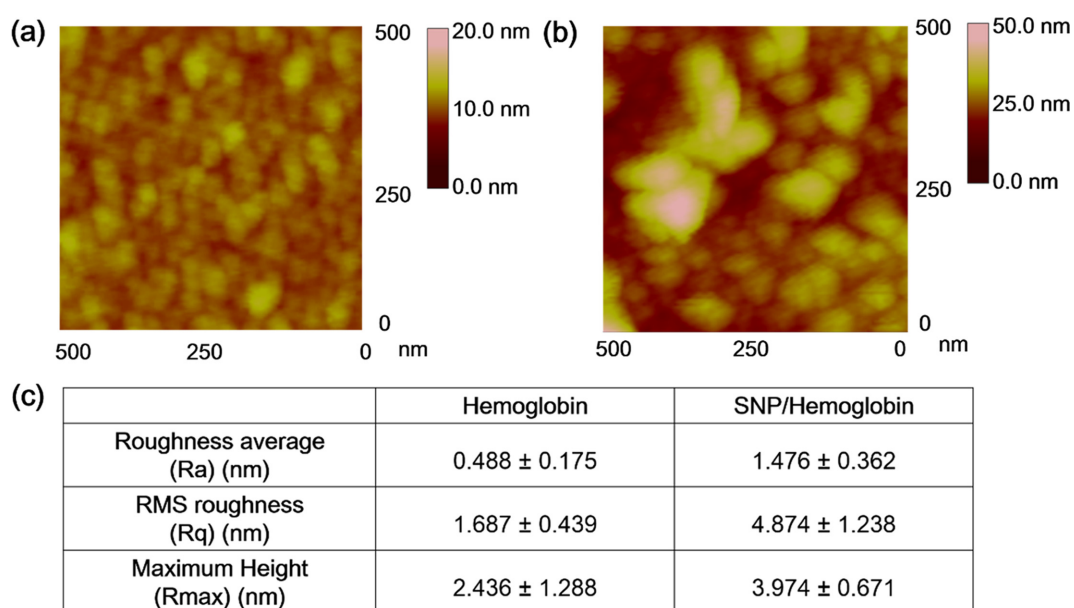 (a)
500
250
0
500 250 0 nm
20.0 nm
10.0 nm
0.0 nm
(b)
500
250
0
500 250 0 nm
50.0 nm
25.0 nm
0.0 nm
(c)
Hemoglobin SNP/Hemoglobin
Roughness average
(Ra) (nm) 0.488 ± 0.175 1.476 ± 0.362
RMS roughness
(Rq) (nm) 1.687 ± 0.439 4.874 ± 1.238
Maximum Height
(Rmax) (nm) 2.436 ± 1.288 3.974 ± 0.671